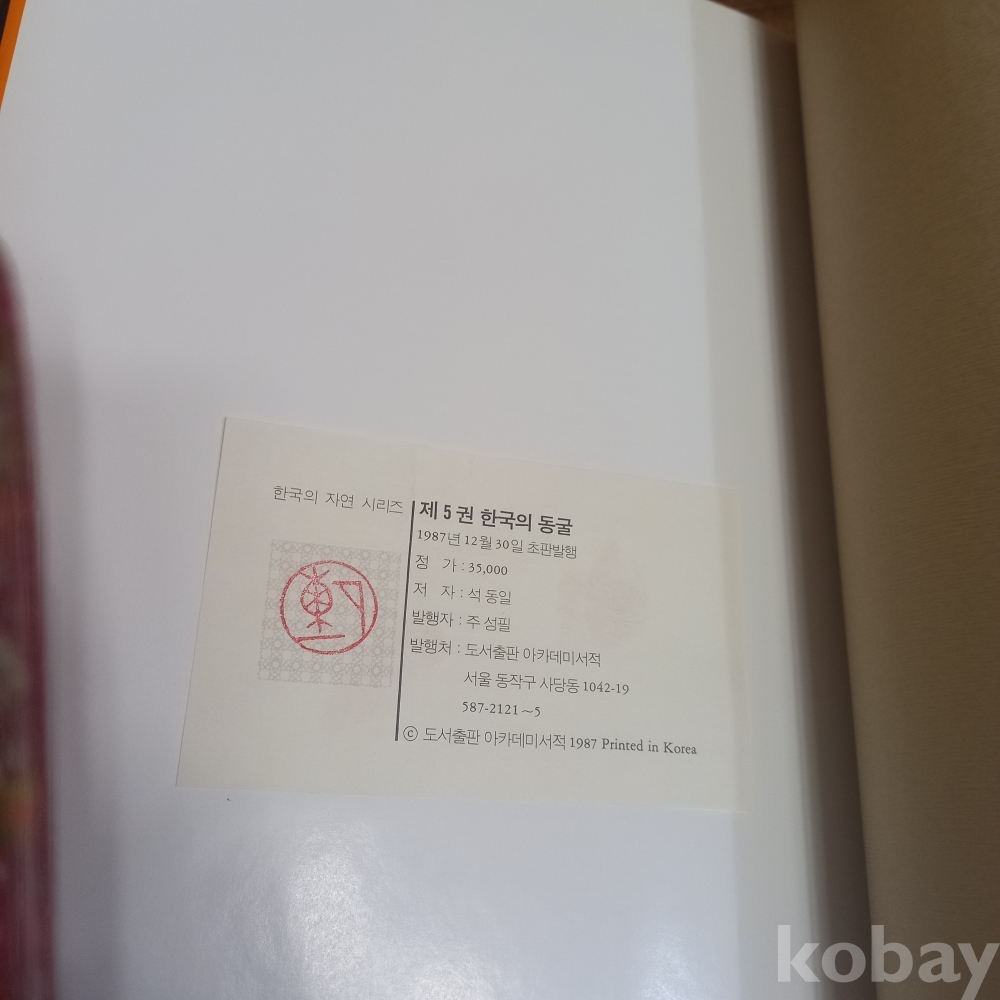 한국의 자연 시리즈
제 5 권 한국의 동굴
1987년 12월 30일 초판발행
정 가 : 35,000
저 자 : 석 동일
발행자 : 주 성필
발행처 : 도서출판 아카데미서적
서울 동작구 사당동 1042-19
587-2121~5
ⓒ 도서출판 아카데미서적 1987 Printed in Korea
kobay